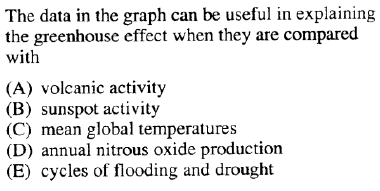 The data in the graph can be useful in explaining
the greenhouse effect when they are compared
with
(A) volcanic activity
(B) sunspot activity
(C) mean global temperatures
(D) annual nitrous oxide production
(E) cycles of flooding and drought